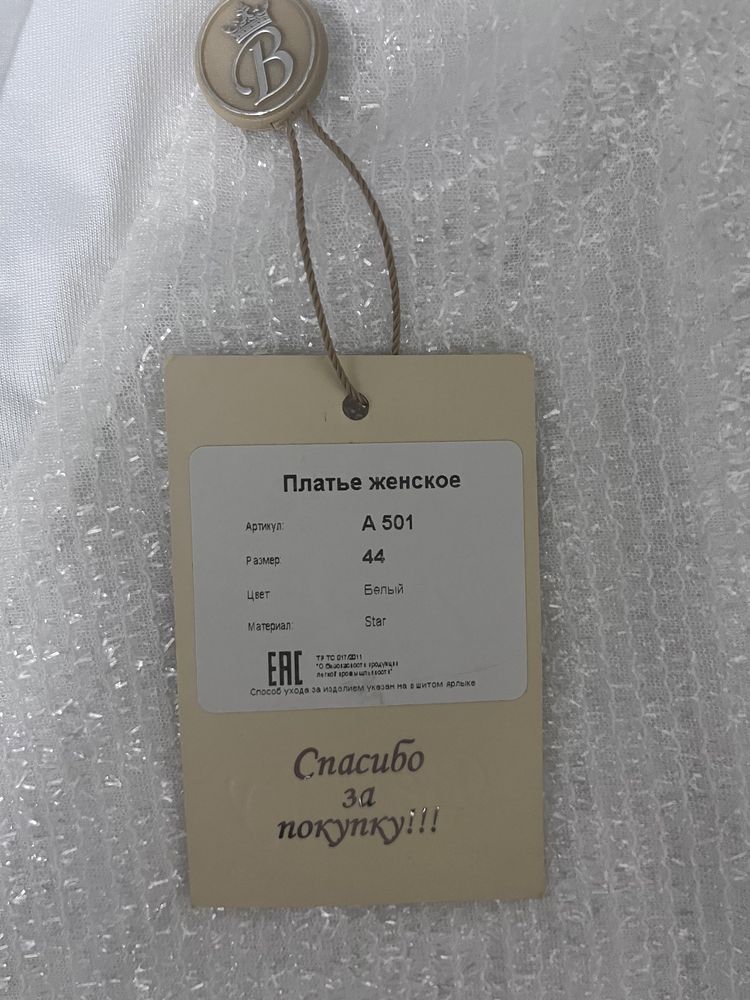 B
Платье женское
Артикул: А 501
Размер: 44
Цвет Белый
Материал: Star
ЕАС
ТР ТС 017/2011
"О безопасности продукции
легкой промышленности"
Способ ухода за изделием указан на вшитом ярлыке
Спасибо
за
покупку!!!